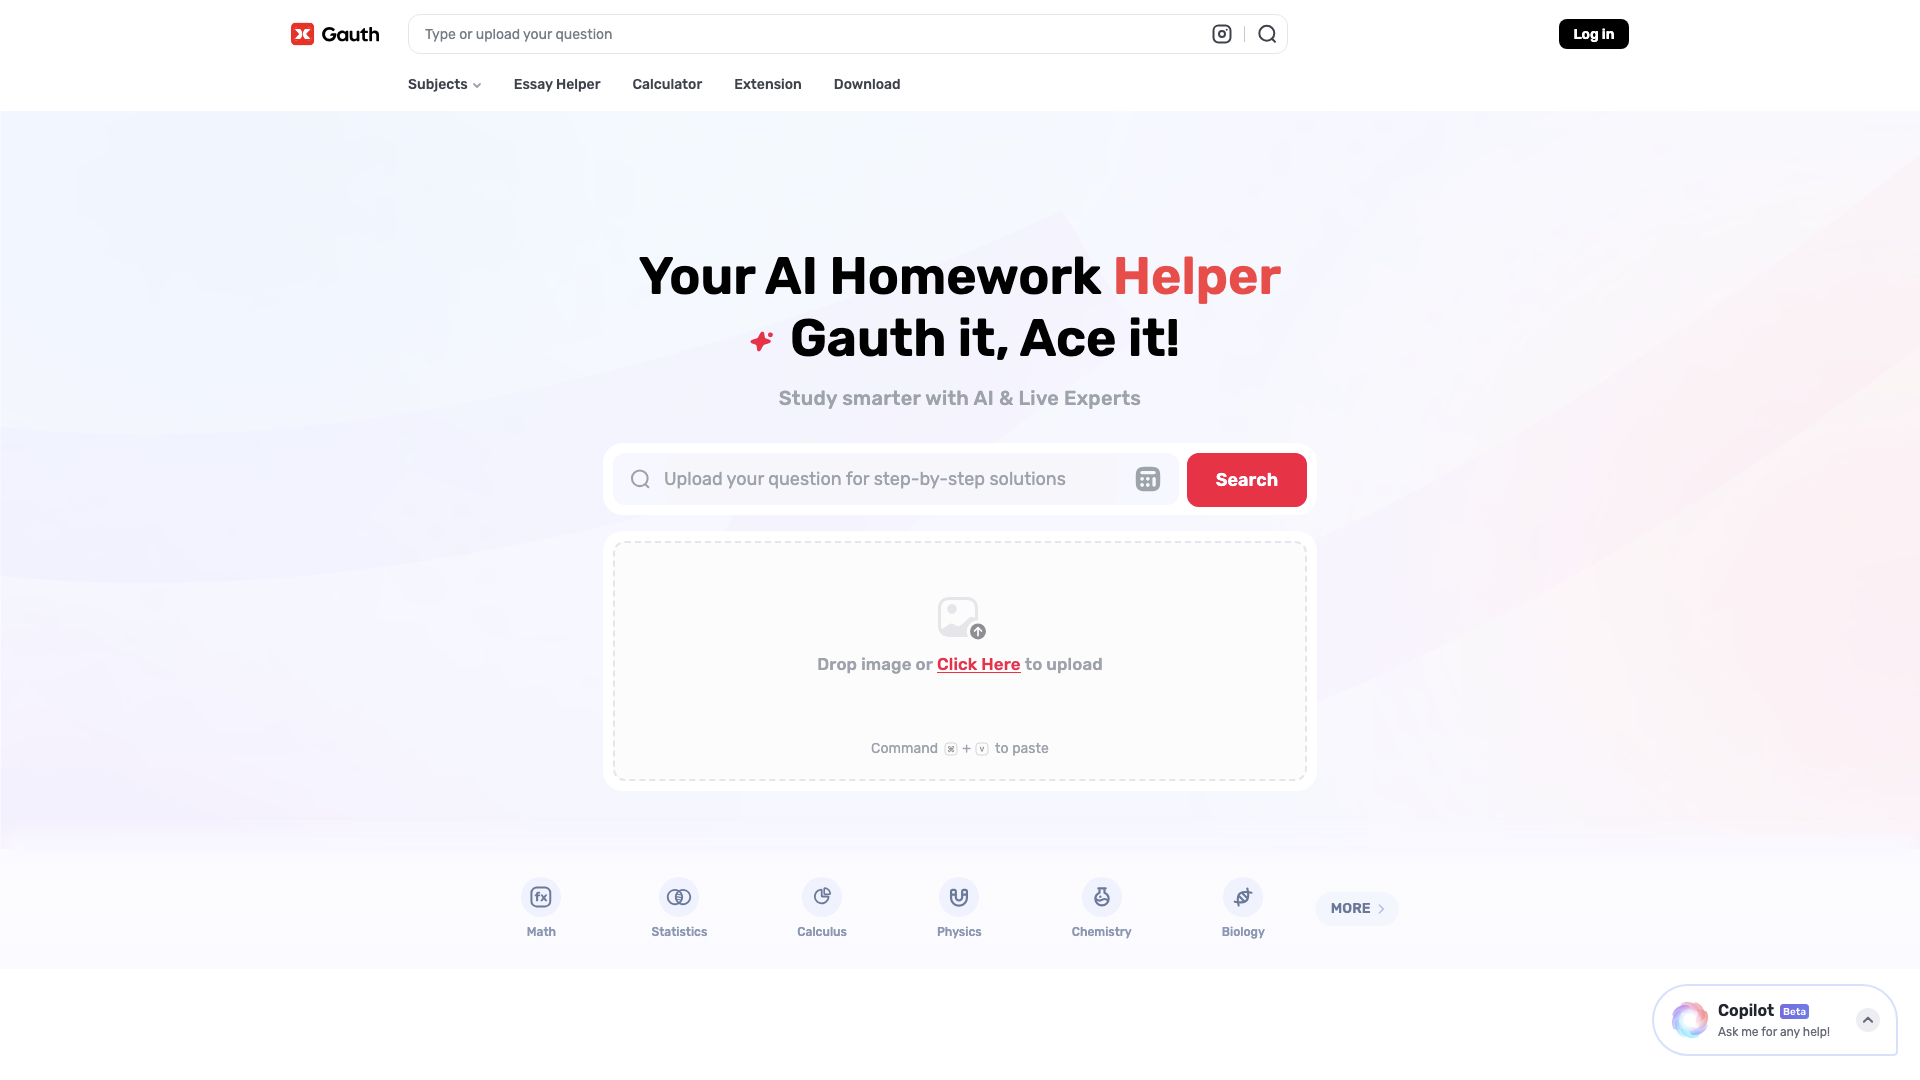 Gauth
Type or upload your question
Log in
Subjects
Essay Helper
Calculator
Extension
Download
Your AI Homework Helper
Gauth it, Ace it!
Study smarter with AI & Live Experts
Upload your question for step-by-step solutions
Search
Drop image or Click Here to upload
Command ⌘ + V to paste
fx
Math
Statistics
Calculus
Physics
Chemistry
Biology
MORE
Copilot Beta
Ask me for any help!